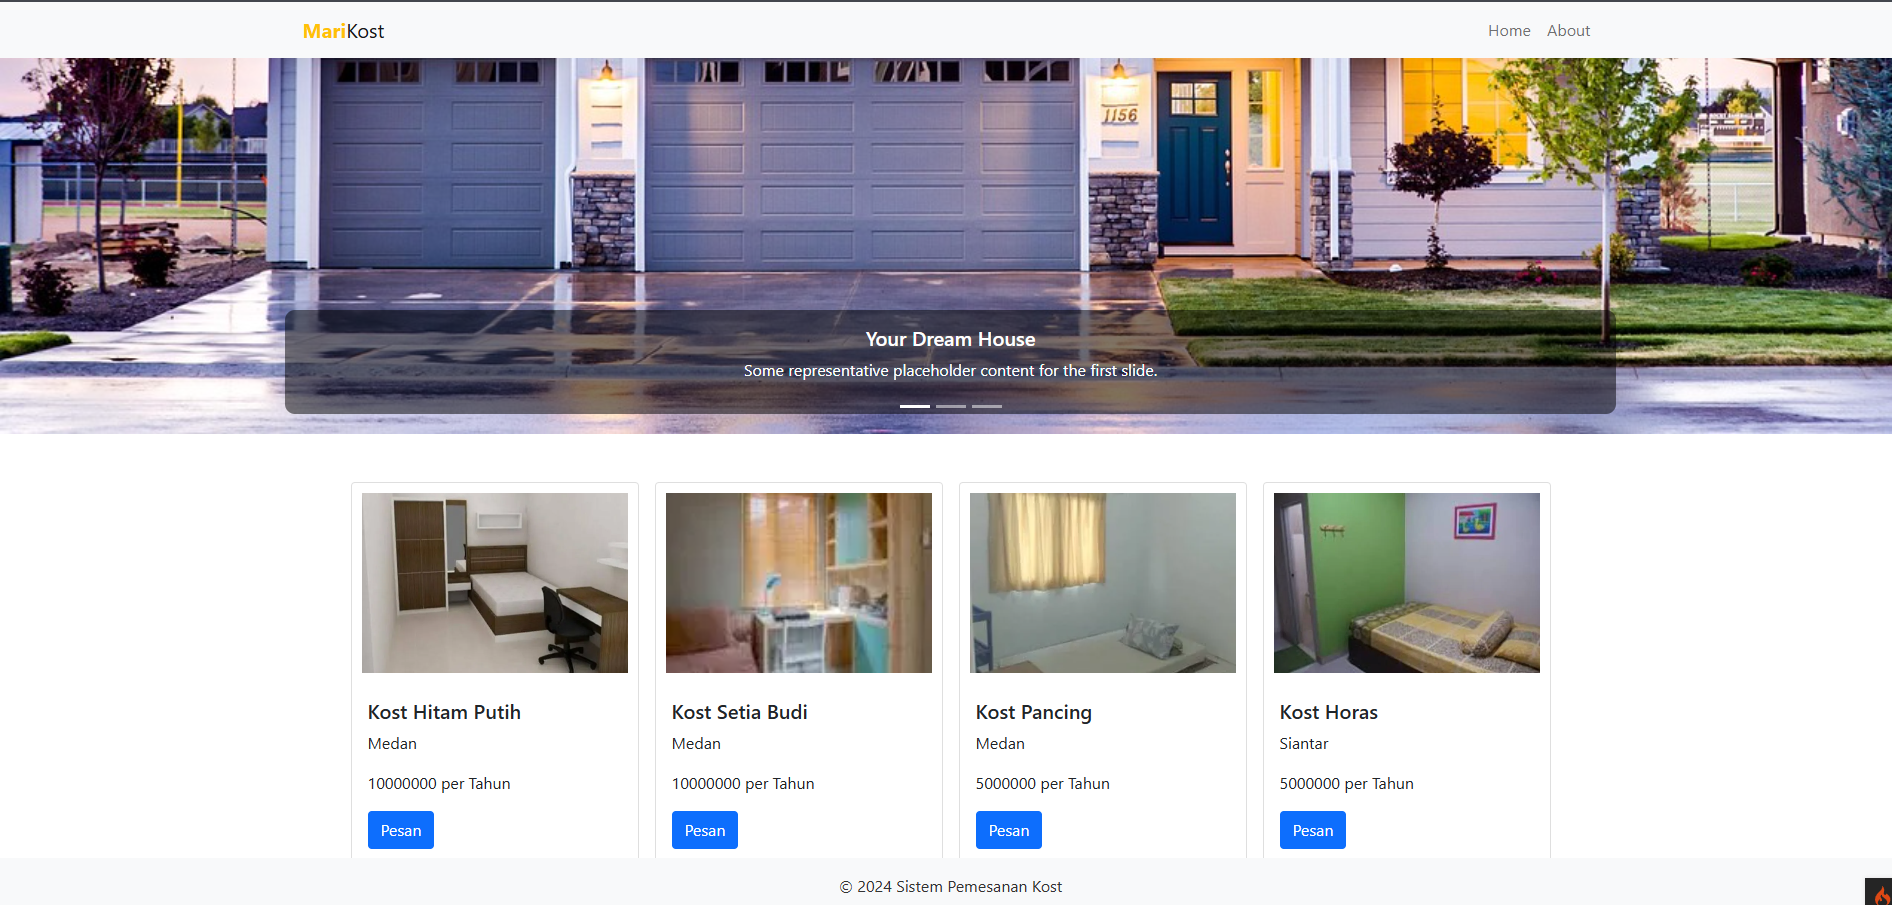 MariKost
Home
About
1156
Your Dream House
Some representative placeholder content for the first slide.
Kost Hitam Putih
Medan
10000000 per Tahun
Pesan
Kost Setia Budi
Medan
10000000 per Tahun
Pesan
Kost Pancing
Medan
5000000 per Tahun
Pesan
Kost Horas
Siantar
5000000 per Tahun
Pesan
© 2024 Sistem Pemesanan Kost